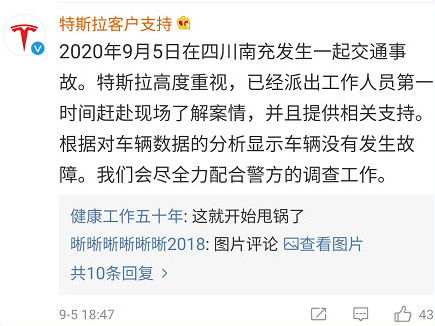 特斯拉客户支持
2020年9月5日在四川南充发生一起交通事
故。特斯拉高度重视，已经派出工作人员第一
时间赶赴现场了解案情，并且提供相关支持。
根据对车辆数据的分析显示车辆没有发生故
障。我们会尽全力配合警方的调查工作。
健康工作五十年: 这就开始甩锅了
晰晰晰晰晰晰2018: 图片评论 查看图片
共10条回复 >
9-5 18:47 43